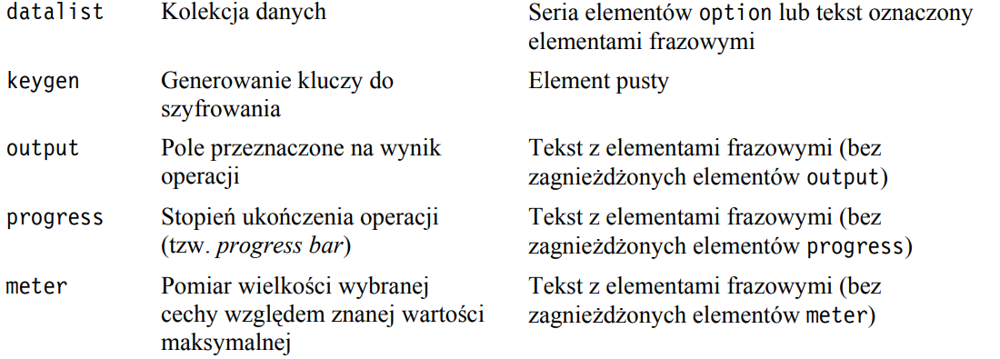 datalist Kolekcja danych Seria elementów option lub tekst oznaczony
elementami frazowymi
keygen Generowanie kluczy do Element pusty
szyfrowania
output Pole przeznaczone na wynik Tekst z elementami frazowymi (bez
operacji zagnieżdżonych elementów output)
progress Stopień ukończenia operacji Tekst z elementami frazowymi (bez
(tzw. progress bar) zagnieżdżonych elementów progress)
meter Pomiar wielkości wybranej Tekst z elementami frazowymi (bez
cechy względem znanej wartości zagnieżdżonych elementów meter)
maksymalnej